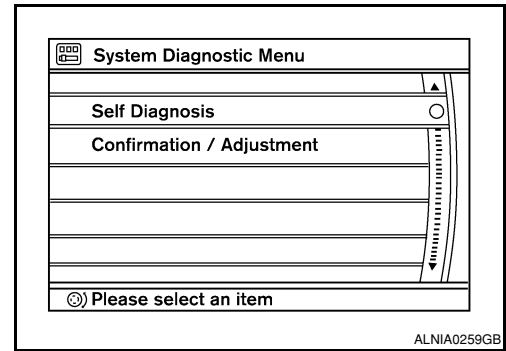 System Diagnostic Menu
Self Diagnosis
Confirmation / Adjustment
Please select an item
ALNIA0259GB